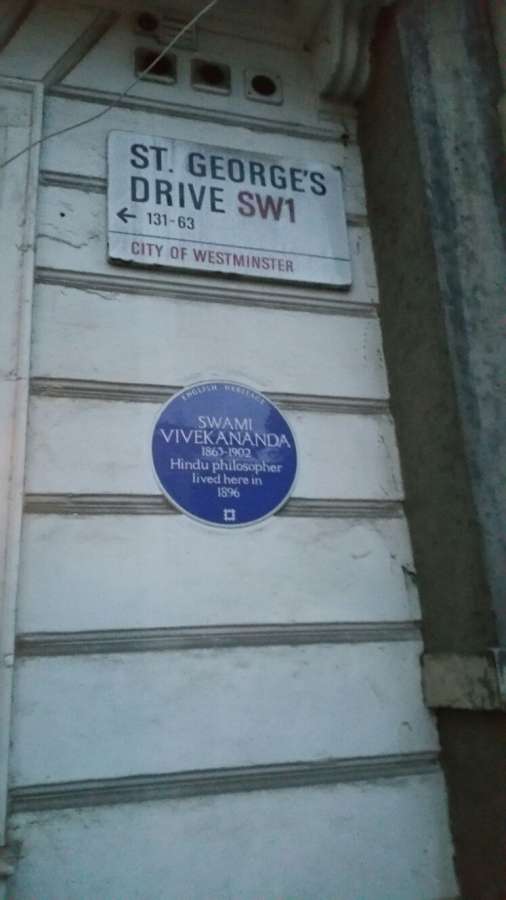 ST. GEORGE'S
DRIVE SW1
← 131-63
CITY OF WESTMINSTER
ENGLISH HERITAGE
SWAMI
VIVEKANANDA
1863-1902
Hindu philosopher
lived here in
1896